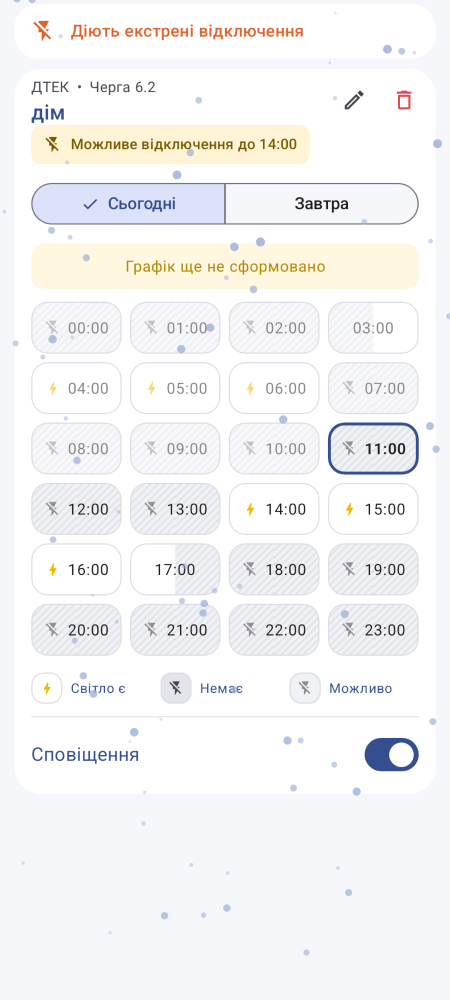 Діють екстрені відключення
ДТЕК • Черга 6.2
дім
Можливе відключення до 14:00
Сьогодні Завтра
Графік ще не сформовано
00:00 01:00 02:00 03:00
04:00 05:00 06:00 07:00
08:00 09:00 10:00 11:00
12:00 13:00 14:00 15:00
16:00 17:00 18:00 19:00
20:00 21:00 22:00 23:00
Світло є Немає Можливо
Сповіщення